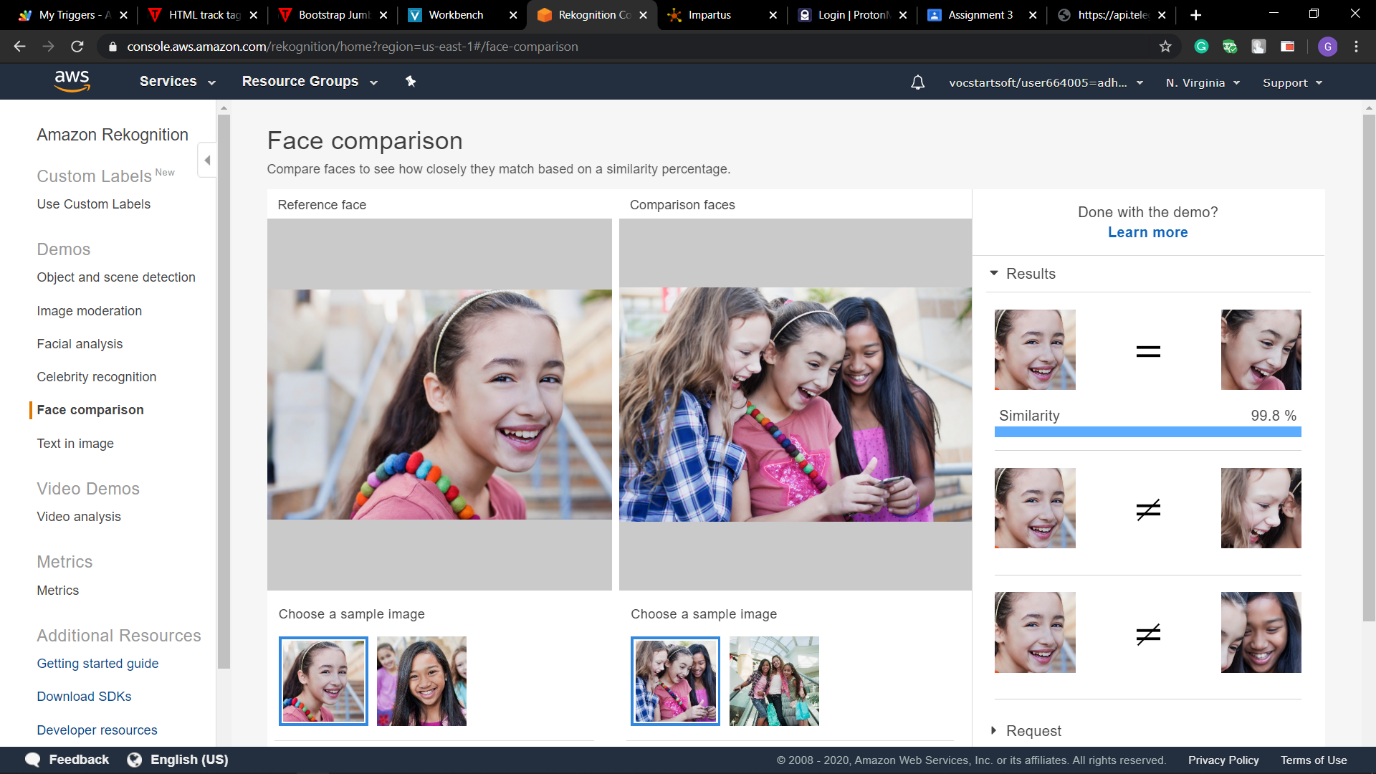 My Triggers - A
HTML track tag
Bootstrap Jumb
Workbench
Rekognition Co
Impartus
Login | ProtonM
Assignment 3
https://api.tele
console.aws.amazon.com/rekognition/home?region=us-east-1#/face-comparison
G
aws
Services
Resource Groups
vocstartsoft/user664005=adh...
N. Virginia
Support
Amazon Rekognition
Custom Labels New
Use Custom Labels
Demos
Object and scene detection
Image moderation
Facial analysis
Celebrity recognition
Face comparison
Text in image
Video Demos
Video analysis
Metrics
Metrics
Additional Resources
Getting started guide
Download SDKs
Developer resources
Face comparison
Compare faces to see how closely they match based on a similarity percentage.
Reference face
Comparison faces
Choose a sample image
Choose a sample image
Done with the demo?
Learn more
Results
=
Similarity 99.8 %
≠
≠
Request
Feedback
English (US)
© 2008 - 2020, Amazon Web Services, Inc. or its affiliates. All rights reserved.
Privacy Policy
Terms of Use